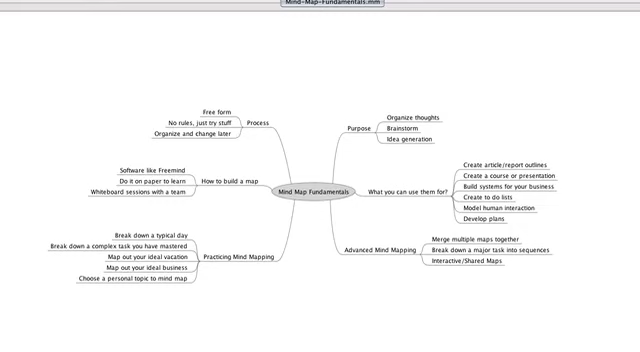 Mind-Map-Fundamentals.mm
Free form
No rules, just try stuff
Organize and change later
Process
Software like Freemind
Do it on paper to learn
Whiteboard sessions with a team
How to build a map
Break down a typical day
Break down a complex task you have mastered
Map out your ideal vacation
Map out your ideal business
Choose a personal topic to mind map
Practicing Mind Mapping
Mind Map Fundamentals
Purpose
Organize thoughts
Brainstorm
Idea generation
What you can use them for?
Create article/report outlines
Create a course or presentation
Build systems for your business
Create to do lists
Model human interaction
Develop plans
Advanced Mind Mapping
Merge multiple maps together
Break down a major task into sequences
Interactive/Shared Maps